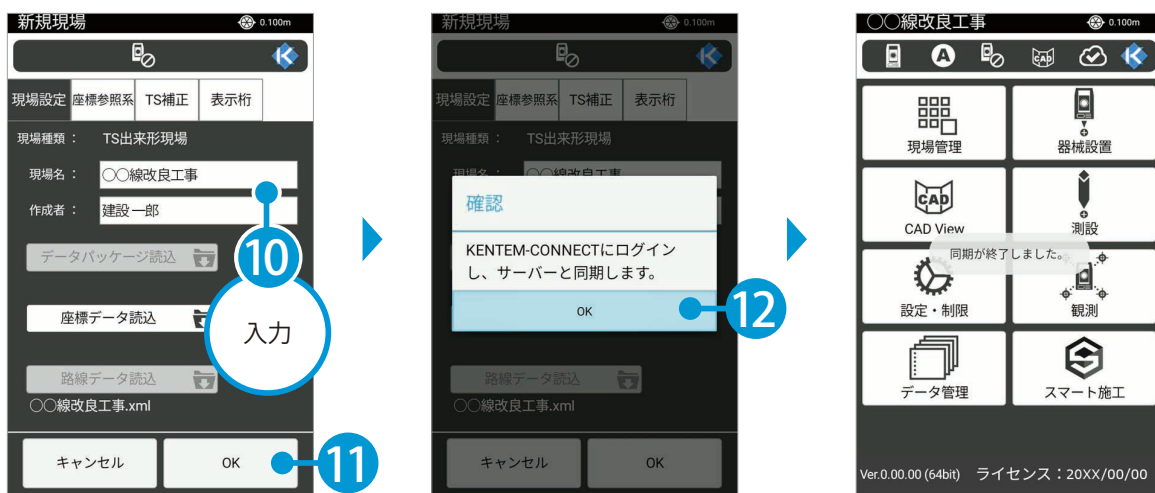 新規現場
0.100m
現場設定 座標参照系 TS補正 表示桁
現場種類： TS出来形現場
現場名： 〇〇線改良工事
作成者： 建設 一郎
データパッケージ読込
10
入力
座標データ読込
路線データ読込
〇〇線改良工事.xml
キャンセル OK
11
新規現場
0.100m
現場設定 座標参照系 TS補正 表示桁
現場種類： TS出来形現場
現場名： 〇〇線改良工事
確認
KENTEM-CONNECTにログイン
し、サーバーと同期します。
OK
12
路線データ読込
〇〇線改良工事.xml
キャンセル OK
〇〇線改良工事
0.100m
A CAD
現場管理 器械設置
CAD
CAD View 測設
同期が終了しました。
設定・制限 観測
データ管理 スマート施工
Ver.0.00.00 (64bit) ライセンス：20XX/00/00